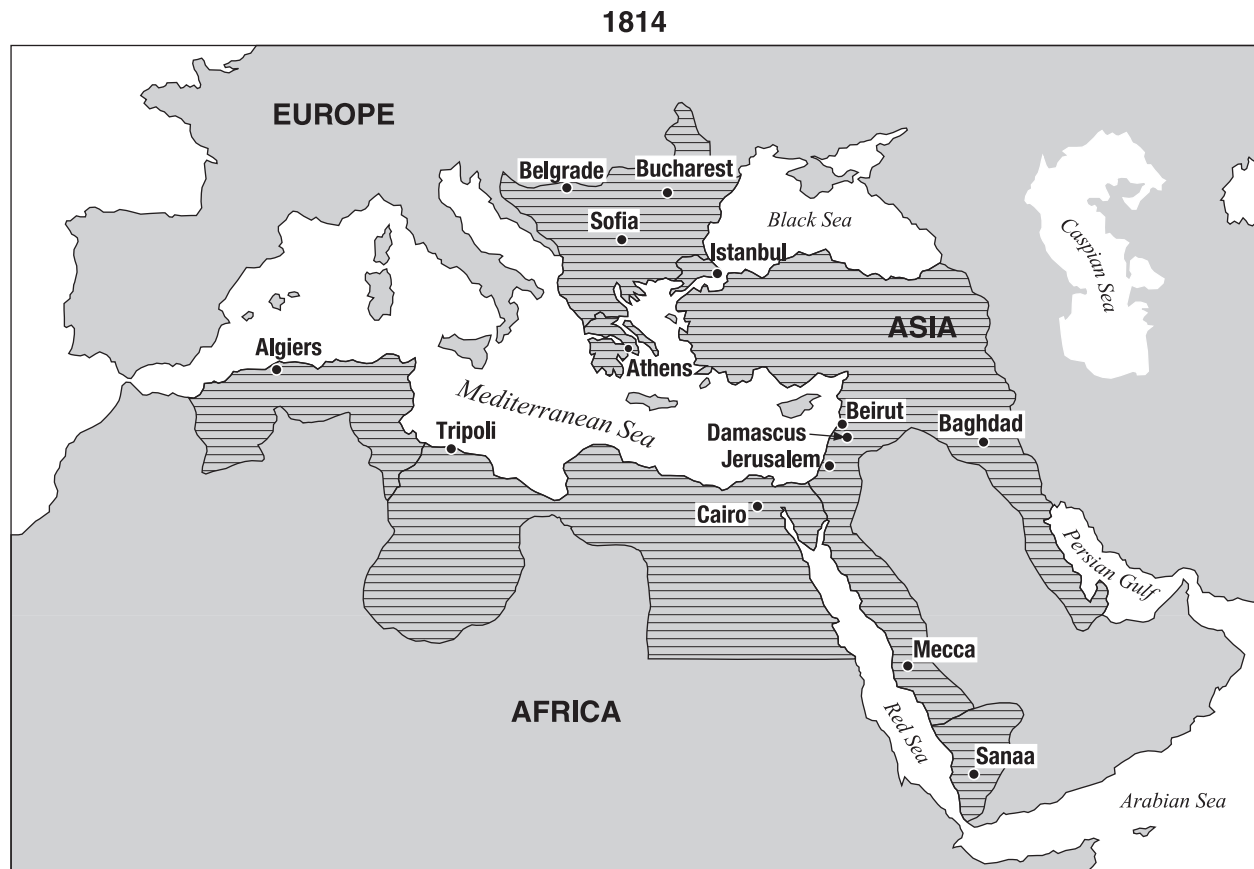 1814
EUROPE
Belgrade
Bucharest
Sofia
Black Sea
Istanbul
Caspian Sea
ASIA
Algiers
Athens
Mediterranean Sea
Tripoli
Beirut
Damascus
Baghdad
Jerusalem
Cairo
Persian Gulf
Mecca
AFRICA
Red Sea
Sanaa
Arabian Sea